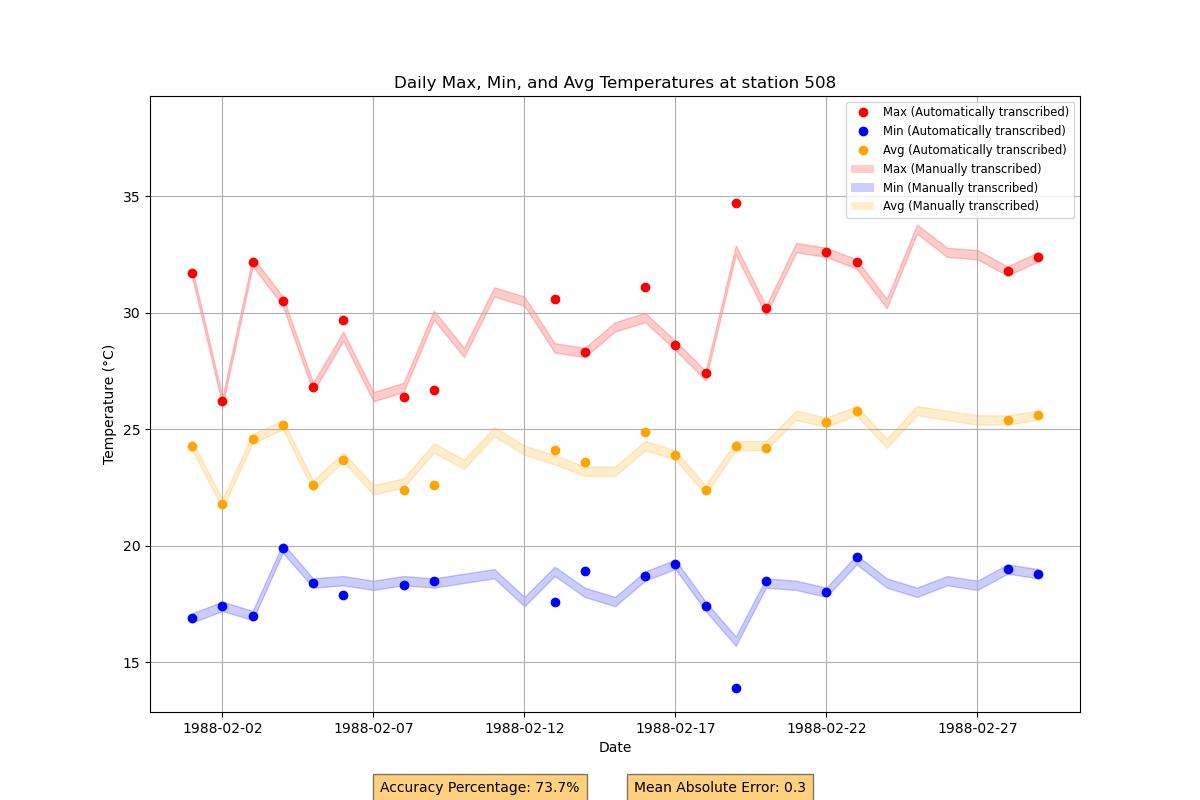 Daily Max, Min, and Avg Temperatures at station 508
Max (Automatically transcribed)
Min (Automatically transcribed)
Avg (Automatically transcribed)
Max (Manually transcribed)
Min (Manually transcribed)
Avg (Manually transcribed)
Temperature (°C)
35
30
25
20
15
1988-02-02 1988-02-07 1988-02-12 1988-02-17 1988-02-22 1988-02-27
Date
Accuracy Percentage: 73.7% Mean Absolute Error: 0.3